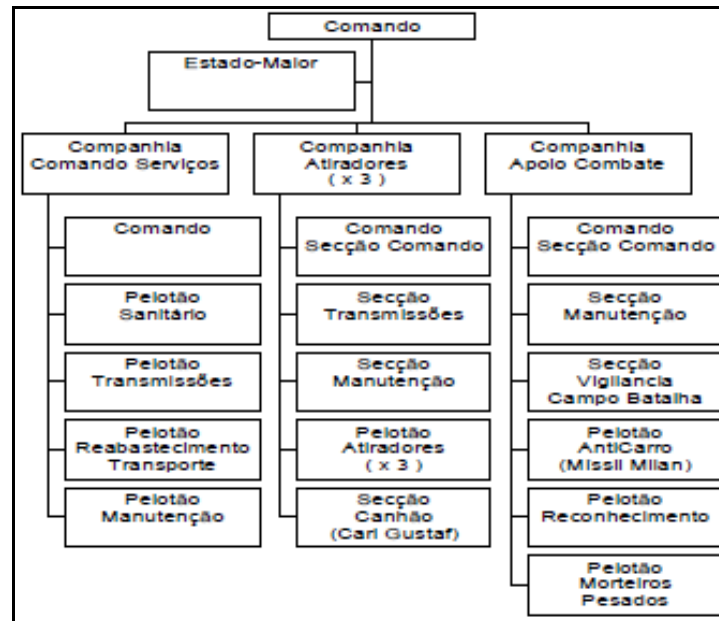 Comando
Estado-Maior
Companhia
Comando Serviços
Comando
Pelotão
Sanitário
Pelotão
Transmissões
Pelotão
Reabastecimento
Transporte
Pelotão
Manutenção
Companhia
Atiradores
( x 3 )
Comando
Secção Comando
Secção
Transmissões
Secção
Manutenção
Pelotão
Atiradores
( x 3 )
Secção
Canhão
(Carl Gustaf)
Companhia
Apoio Combate
Comando
Secção Comando
Secção
Manutenção
Secção
Vigilancia
Campo Batalha
Pelotão
AntiCarro
(Missil Milan)
Pelotão
Reconhecimento
Pelotão
Morteiros
Pesados